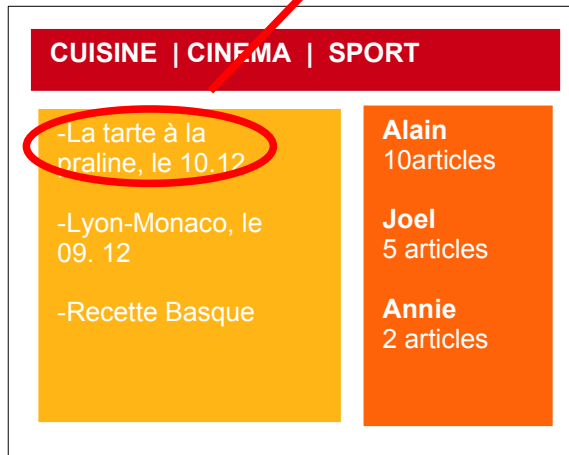 CUISINE | CINEMA | SPORT
-La tarte à la
praline, le 10.12
-Lyon-Monaco, le
09. 12
-Recette Basque
Alain
10articles
Joel
5 articles
Annie
2 articles